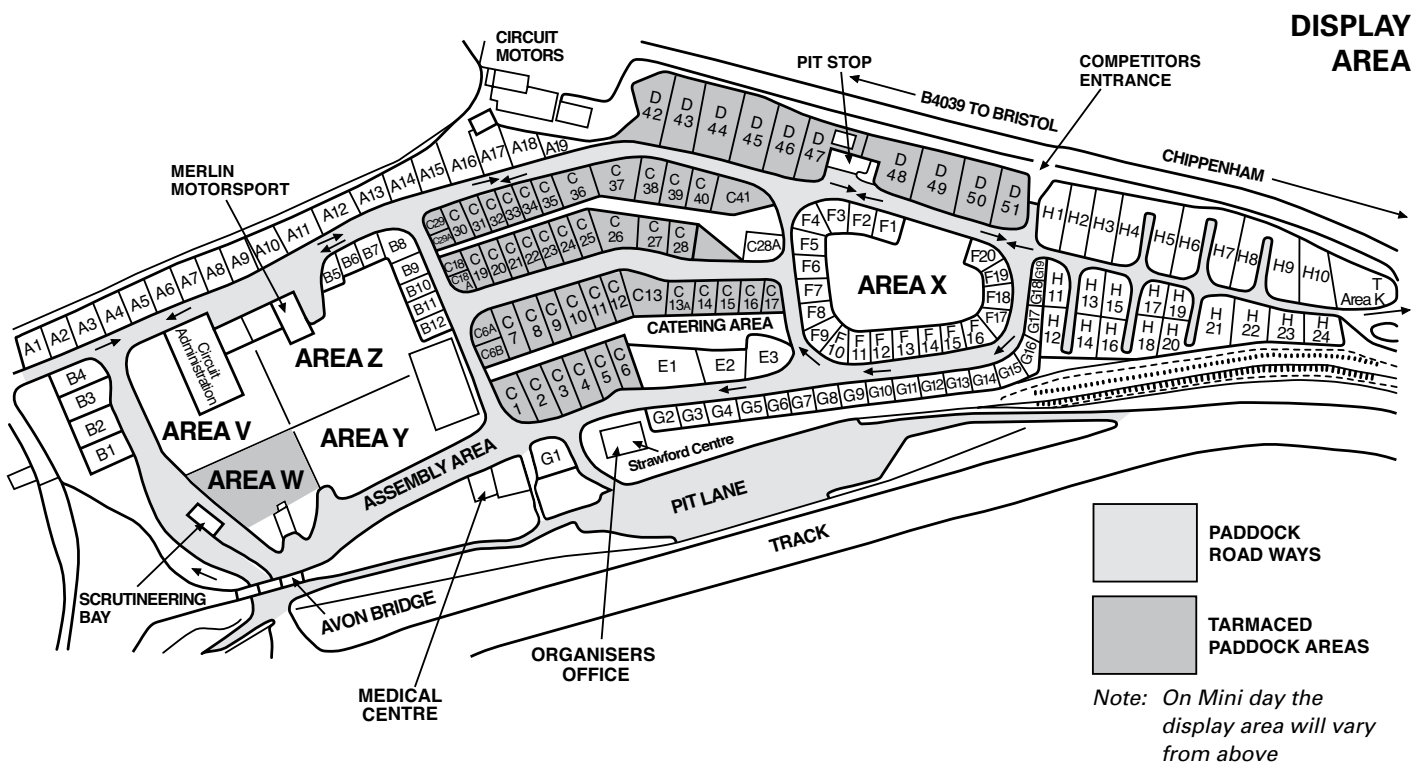 DISPLAY
AREA
CIRCUIT
MOTORS
PIT STOP
COMPETITORS
ENTRANCE
B4039 TO BRISTOL
CHIPPENHAM
MERLIN
MOTORSPORT
A1
A2
A3
A4
A5
A6
A7
A8
A9
A10
A11
A12
A13
A14
A15
A16
A17
A18
A19
D
42
D
43
D
44
D
45
D
46
D
47
D
48
D
49
D
50
D
51
C29
C29A
C
30
C
31
C
32
C
33
C
34
C
35
C
36
C
37
C
38
C
39
C
40
C41
C18
C18
A
C
19
C
20
C
21
C
22
C
23
C
24
C
25
C
26
C
27
C
28
C28A
C6A
C6B
C
7
C
8
C
9
C
10
C
11
C
12
C13
C
13A
C
14
C
15
C
16
C
17
CATERING AREA
C
1
C
2
C
3
C
4
C
5
C
6
E1
E2
E3
B5
B6
B7
B8
B9
B10
B11
B12
B4
B3
B2
B1
Circuit
Administration
AREA Z
AREA V
AREA Y
AREA W
AREA X
F4
F3
F2
F1
F5
F6
F7
F8
F9
F
10
F
11
F
12
F
13
F
14
F
15
F
16
F17
F18
F19
F20
H1
H2
H3
H4
H5
H6
H7
H8
H9
H10
T
Area K
H
11
H
12
H
13
H
14
H
15
H
16
H
17
H
18
H
19
H
20
H
21
H
22
H
23
H
24
G19
G18
G17
G16
G15
G14
G13
G12
G11
G10
G9
G8
G7
G6
G5
G4
G3
G2
G1
Strawford Centre
ASSEMBLY AREA
PIT LANE
TRACK
SCRUTINEERING
BAY
AVON BRIDGE
MEDICAL
CENTRE
ORGANISERS
OFFICE
PADDOCK
ROAD WAYS
TARMACED
PADDOCK AREAS
Note: On Mini day the
display area will vary
from above